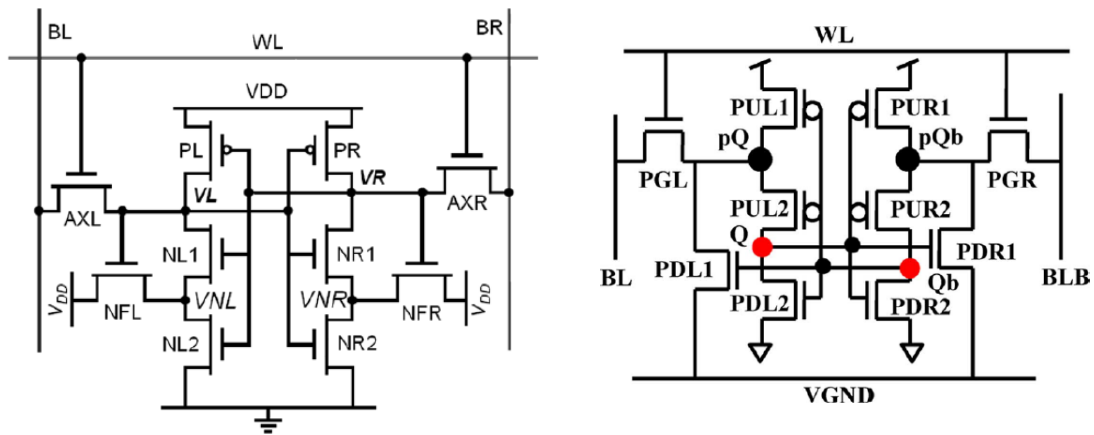 BL
WL
BR
VDD
PL
PR
VL
VR
AXL
AXR
NL1
NR1
VDD
VNL
VNR
VDD
NFL
NFR
NL2
NR2
WL
PUL1
PUR1
pQ
pQb
PGL
PGR
PUL2
PUR2
Q
BL
PDL1
PDR1
BLB
Qb
PDL2
PDR2
VGND